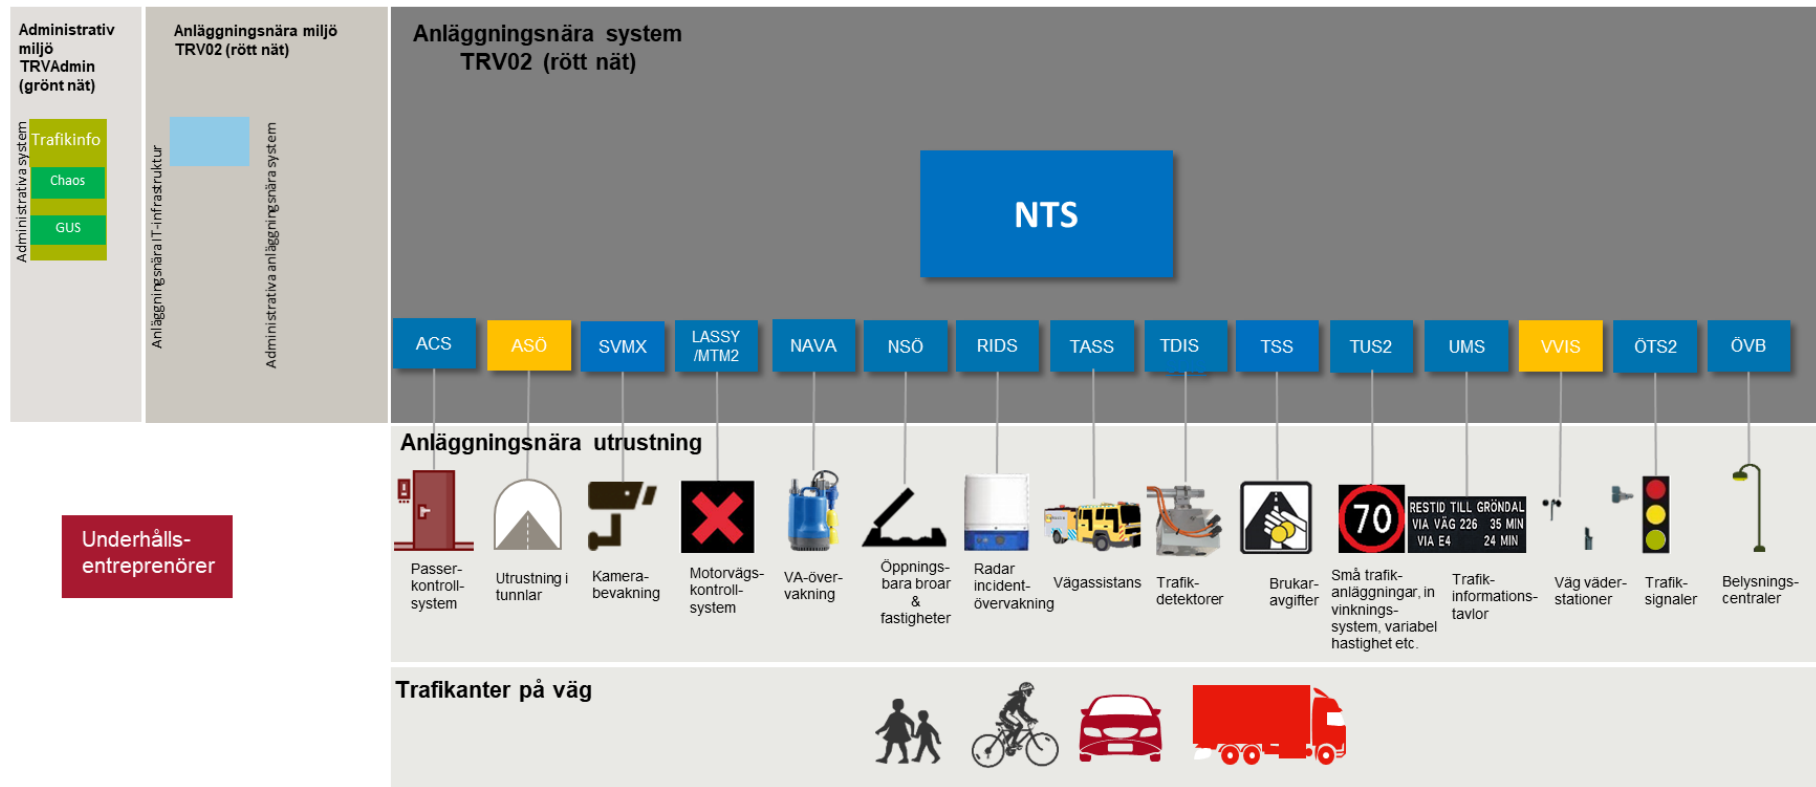 Administrativ
miljö
TRVAdmin
(grönt nät)
Administrativa system
Trafikinfo
Chaos
GUS
Anläggningsnära miljö
TRV02 (rött nät)
Anläggningsnära IT-infrastruktur
Administrativa anläggningsnära system
Anläggningsnära system
TRV02 (rött nät)
NTS
ACS
ASÖ
SVMX
LASSY
/MTM2
NAVA
NSÖ
RIDS
TASS
TDIS
TSS
TUS2
UMS
VVIS
ÖTS2
ÖVB
Anläggningsnära utrustning
70
RESTID TILL GRÖNDAL
VIA VÄG 226 35 MIN
VIA E4 24 MIN
Passer-
kontroll-
system
Utrustning i
tunnlar
Kamera-
bevakning
Motorvägs-
kontroll-
system
VA-över-
vakning
Öppnings-
bara broar
&
fastigheter
Radar
incident-
övervakning
Vägassistans
Trafik-
detektorer
Brukar-
avgifter
Små trafik-
anläggningar, in
vinknings-
system, variabel
hastighet etc.
Trafik-
informations-
tavlor
Väg väder-
stationer
Trafik-
signaler
Belysnings-
centraler
Underhålls-
entreprenörer
Trafikanter på väg